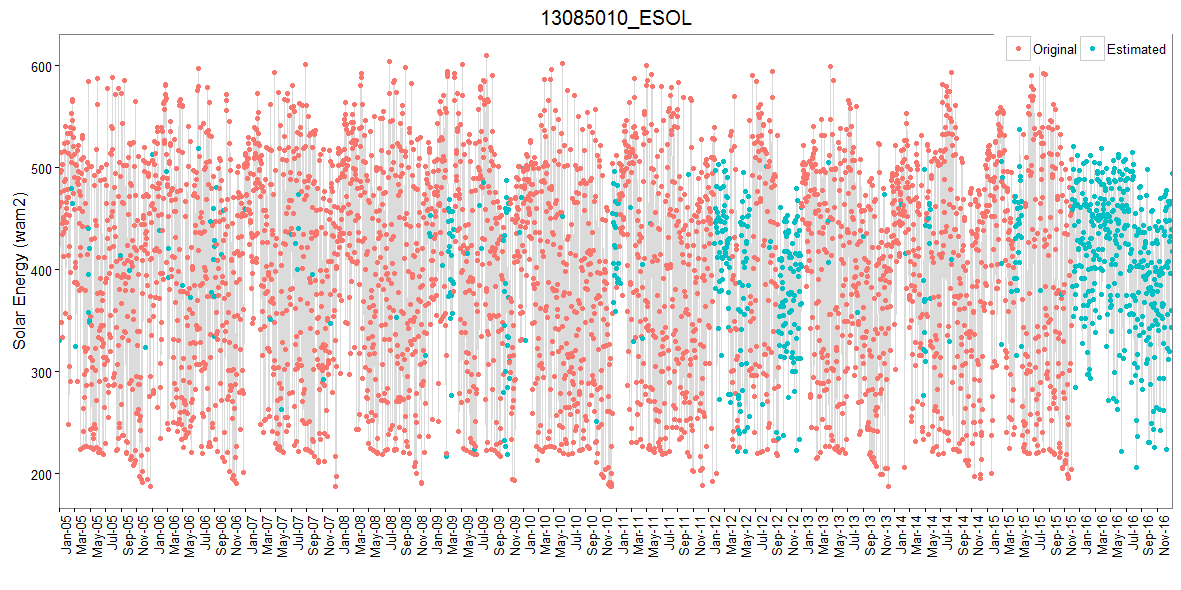 13085010_ESOL
Original Estimated
Solar Energy (wam2)
600
500
400
300
200
Jan-05 Mar-05 May-05 Jul-05 Sep-05 Nov-05 Jan-06 Mar-06 May-06 Jul-06 Sep-06 Nov-06 Jan-07 Mar-07 May-07 Jul-07 Sep-07 Nov-07 Jan-08 Mar-08 May-08 Jul-08 Sep-08 Nov-08 Jan-09 Mar-09 May-09 Jul-09 Sep-09 Nov-09 Jan-10 Mar-10 May-10 Jul-10 Sep-10 Nov-10 Jan-11 Mar-11 May-11 Jul-11 Sep-11 Nov-11 Jan-12 Mar-12 May-12 Jul-12 Sep-12 Nov-12 Jan-13 Mar-13 May-13 Jul-13 Sep-13 Nov-13 Jan-14 Mar-14 May-14 Jul-14 Sep-14 Nov-14 Jan-15 Mar-15 May-15 Jul-15 Sep-15 Nov-15 Jan-16 Mar-16 May-16 Jul-16 Sep-16 Nov-16